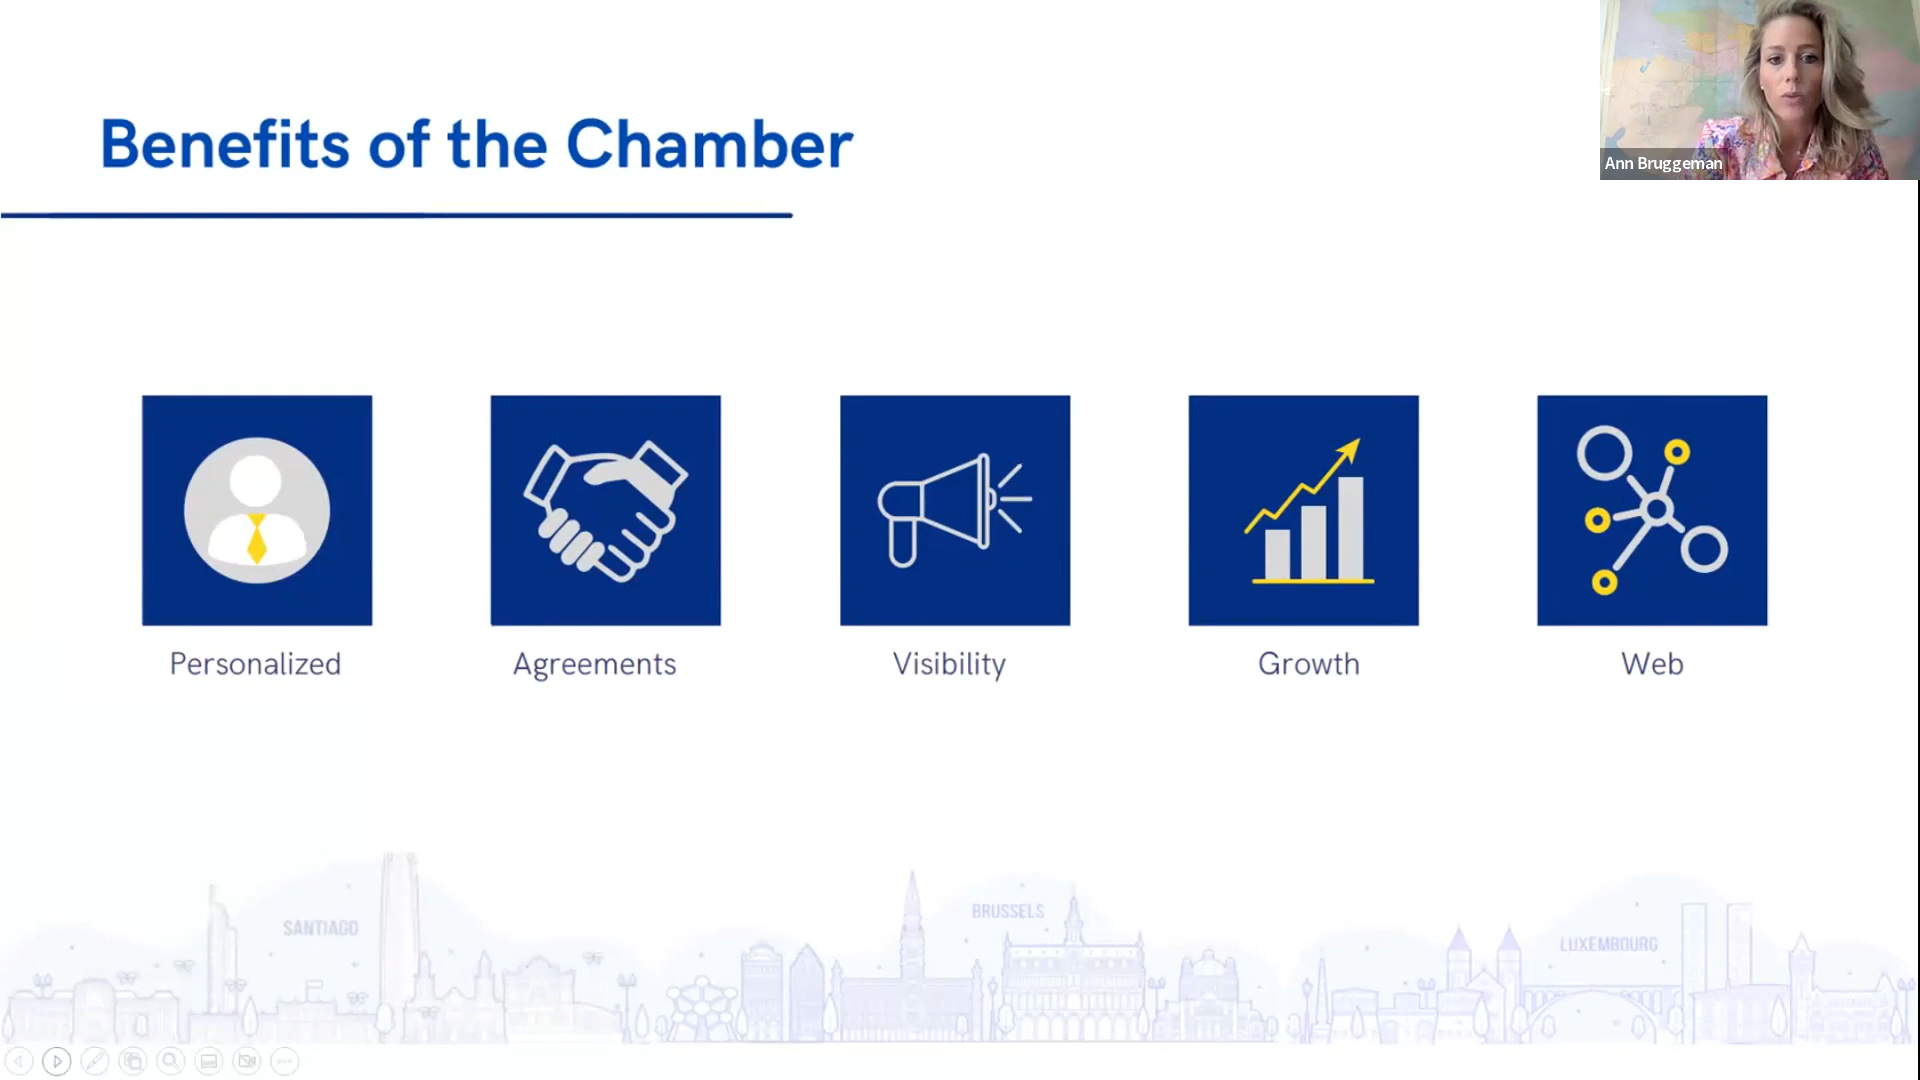 Benefits of the Chamber
Ann Bruggeman
Personalized
Agreements
Visibility
Growth
Web
SANTIAGO
BRUSSELS
LUXEMBOURG